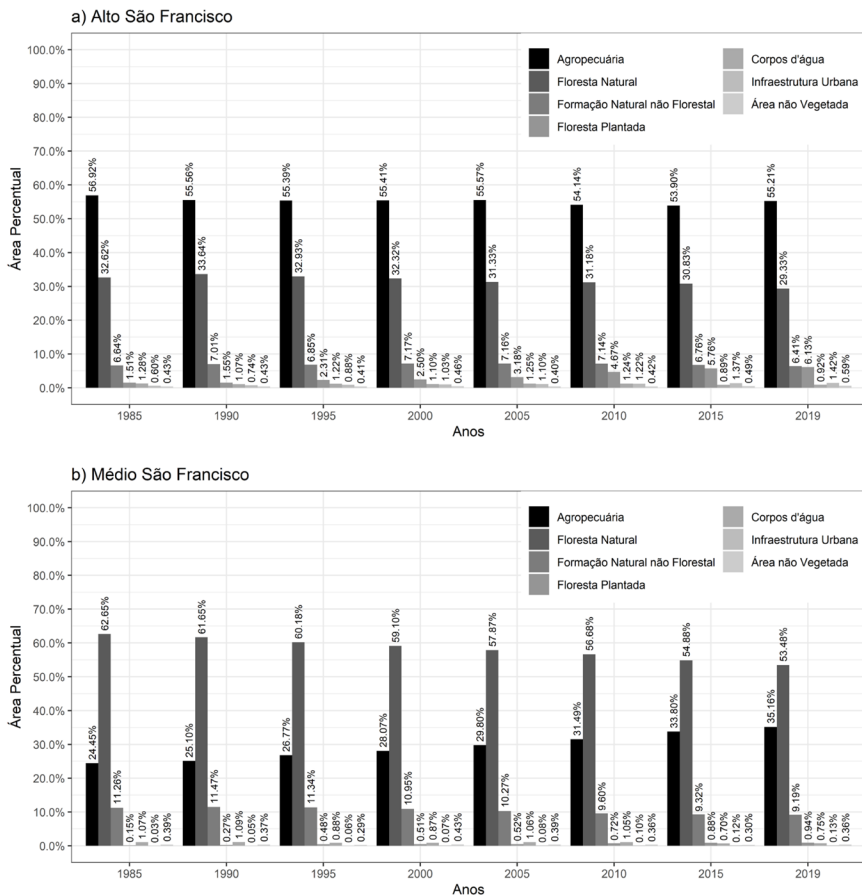 a) Alto São Francisco
100.0%
90.0%
80.0%
70.0%
60.0%
50.0%
40.0%
30.0%
20.0%
10.0%
0.0%
Área Percentual
Agropecuária
Floresta Natural
Formação Natural não Florestal
Floresta Plantada
Corpos d'água
Infraestrutura Urbana
Área não Vegetada
56.92% 32.62% 6.64% 1.51% 1.28% 0.60% 0.43%
55.56% 33.64% 7.01% 1.55% 1.07% 0.74% 0.43%
55.39% 32.93% 6.85% 2.31% 1.22% 0.88% 0.41%
55.41% 32.32% 7.17% 2.50% 1.10% 1.03% 0.46%
55.57% 31.33% 7.16% 3.18% 1.25% 1.10% 0.40%
54.14% 31.18% 7.14% 4.67% 1.24% 1.22% 0.42%
53.90% 30.83% 6.76% 5.76% 0.89% 1.37% 0.49%
55.21% 29.33% 6.41% 6.13% 0.92% 1.42% 0.59%
1985 1990 1995 2000 2005 2010 2015 2019
Anos
b) Médio São Francisco
100.0%
90.0%
80.0%
70.0%
60.0%
50.0%
40.0%
30.0%
20.0%
10.0%
0.0%
Área Percentual
Agropecuária
Floresta Natural
Formação Natural não Florestal
Floresta Plantada
Corpos d'água
Infraestrutura Urbana
Área não Vegetada
24.45% 62.65% 11.26% 0.15% 1.07% 0.03% 0.39%
25.10% 61.65% 11.47% 0.27% 1.09% 0.05% 0.37%
26.77% 60.18% 11.34% 0.48% 0.88% 0.06% 0.29%
28.07% 59.10% 10.95% 0.51% 0.87% 0.07% 0.43%
29.80% 57.87% 10.27% 0.52% 1.06% 0.08% 0.39%
31.49% 56.68% 9.60% 0.72% 1.05% 0.10% 0.36%
33.80% 54.88% 9.32% 0.88% 0.70% 0.12% 0.30%
35.16% 53.48% 9.19% 0.94% 0.75% 0.13% 0.36%
1985 1990 1995 2000 2005 2010 2015 2019
Anos